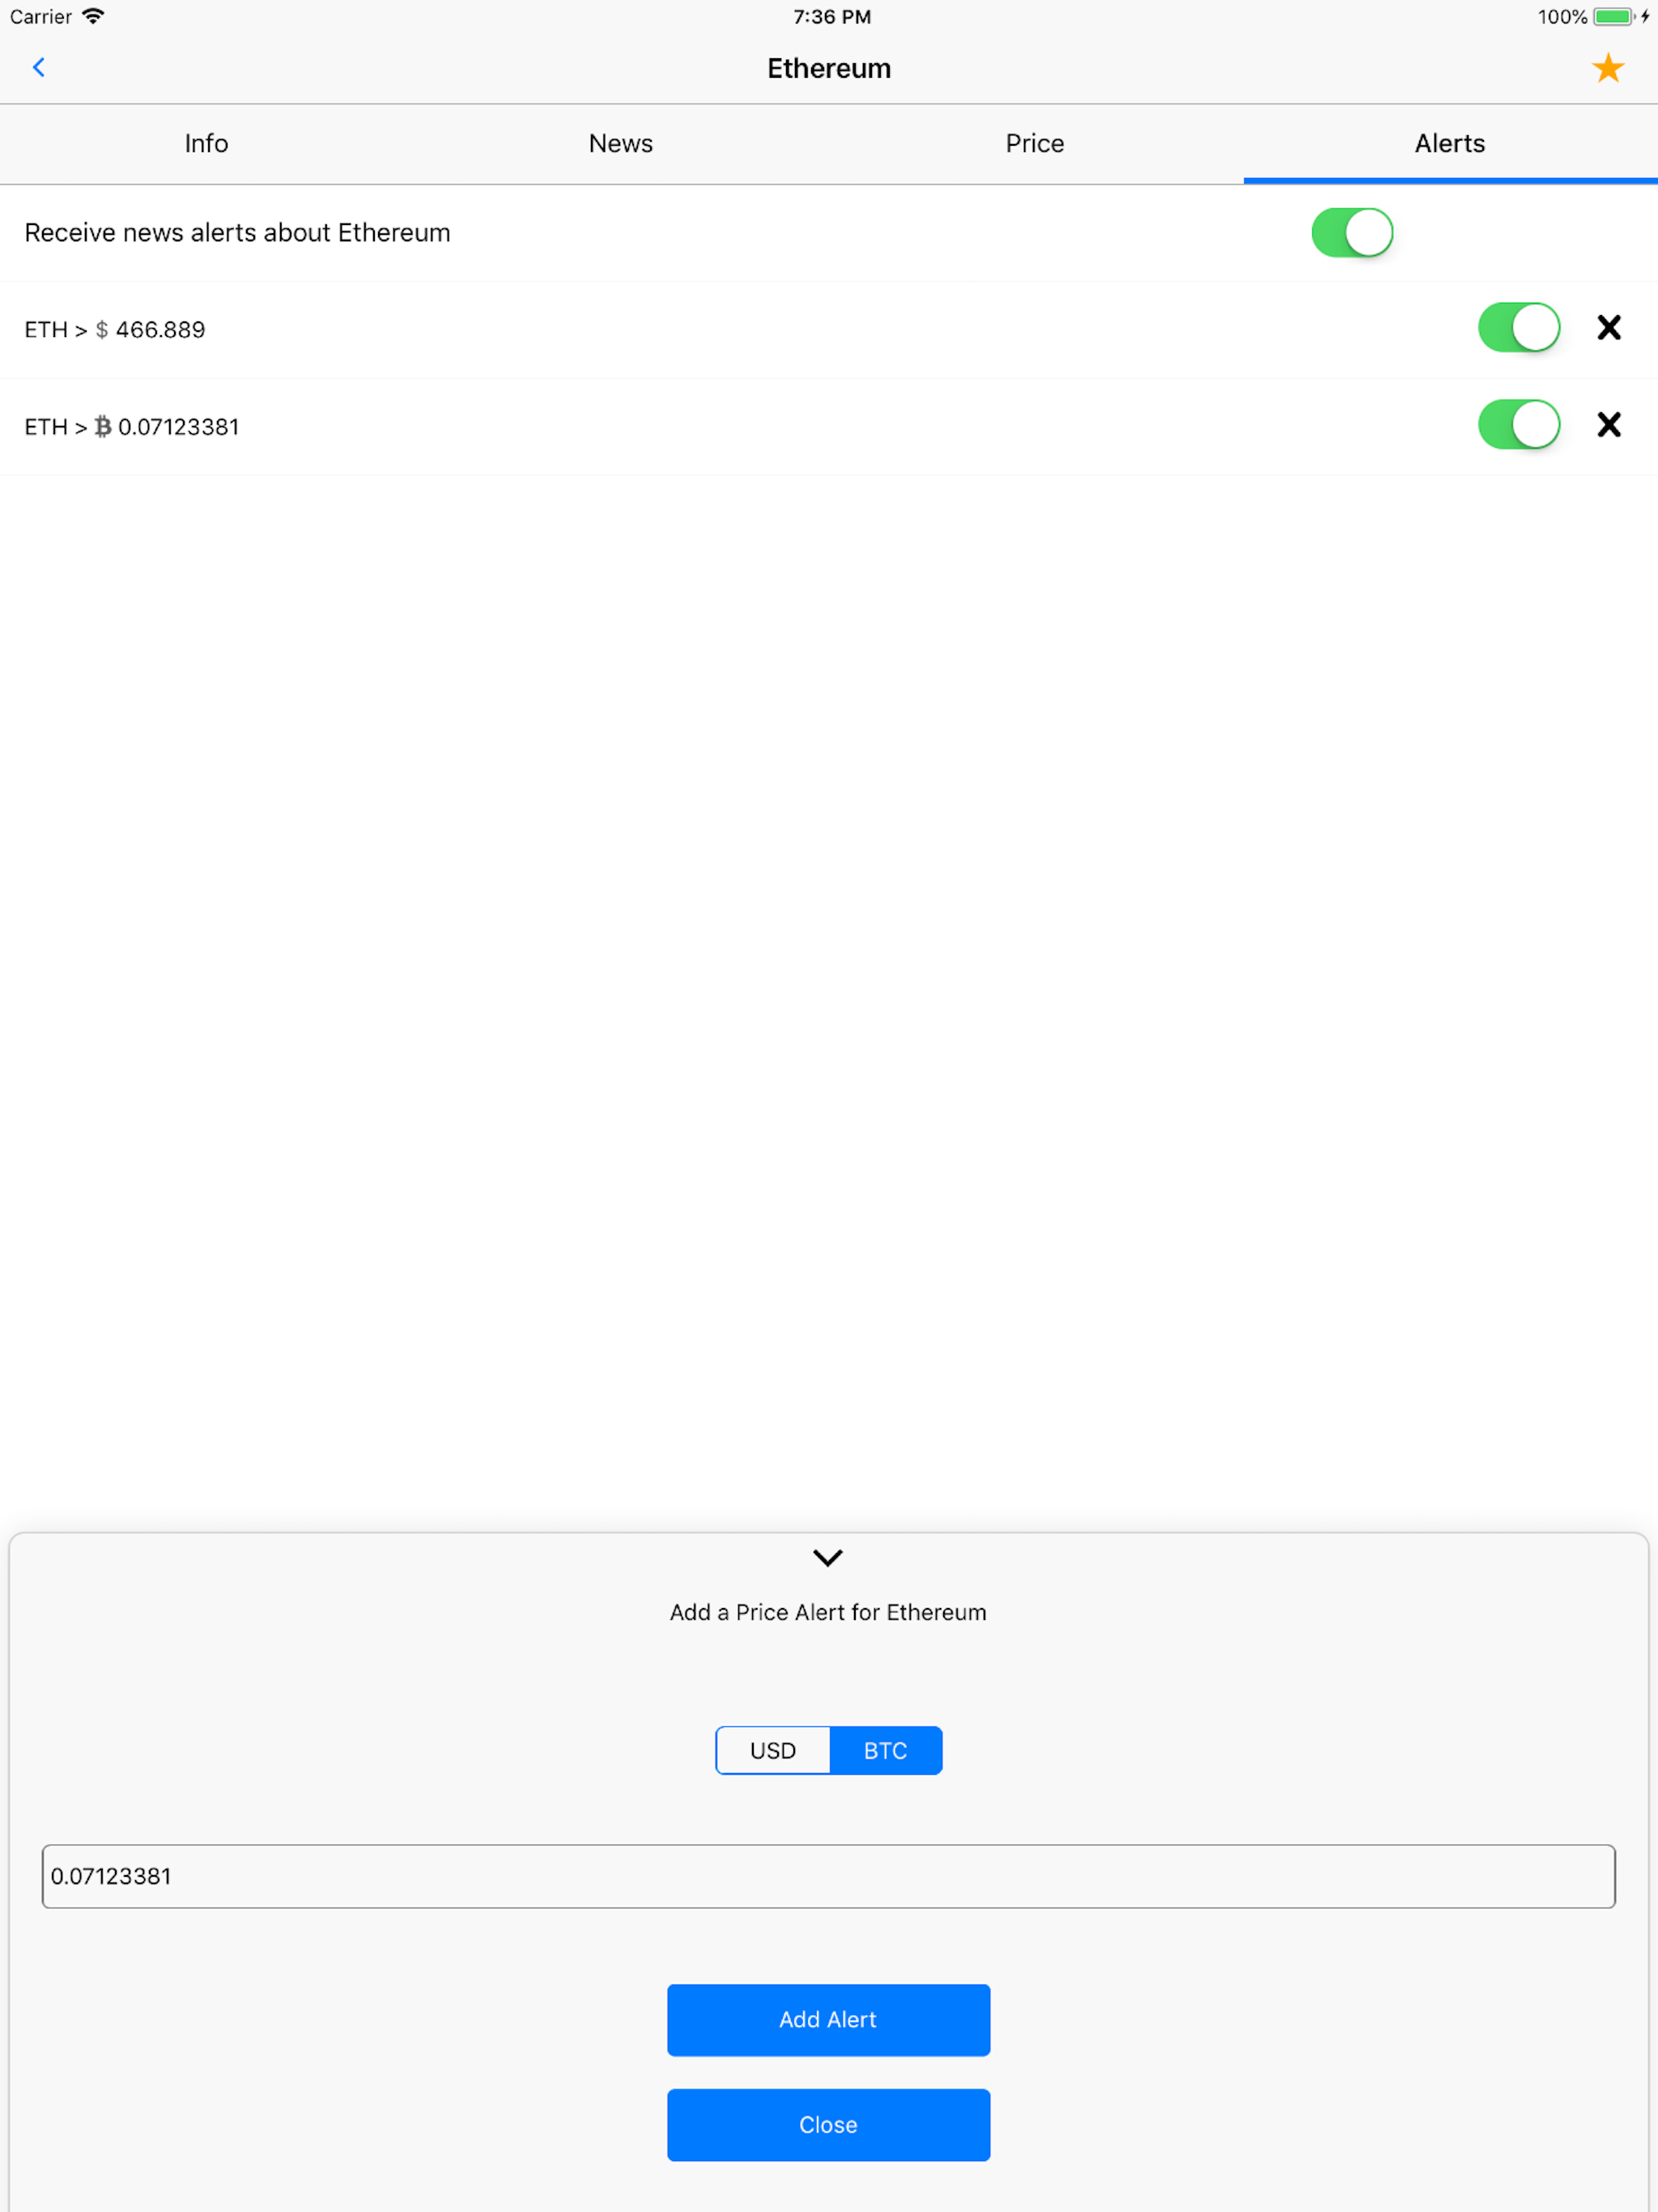 Carrier 7:36 PM 100%
Ethereum
Info News Price Alerts
Receive news alerts about Ethereum
ETH > $ 466.889
ETH > ₿ 0.07123381
Add a Price Alert for Ethereum
USD BTC
0.07123381
Add Alert
Close